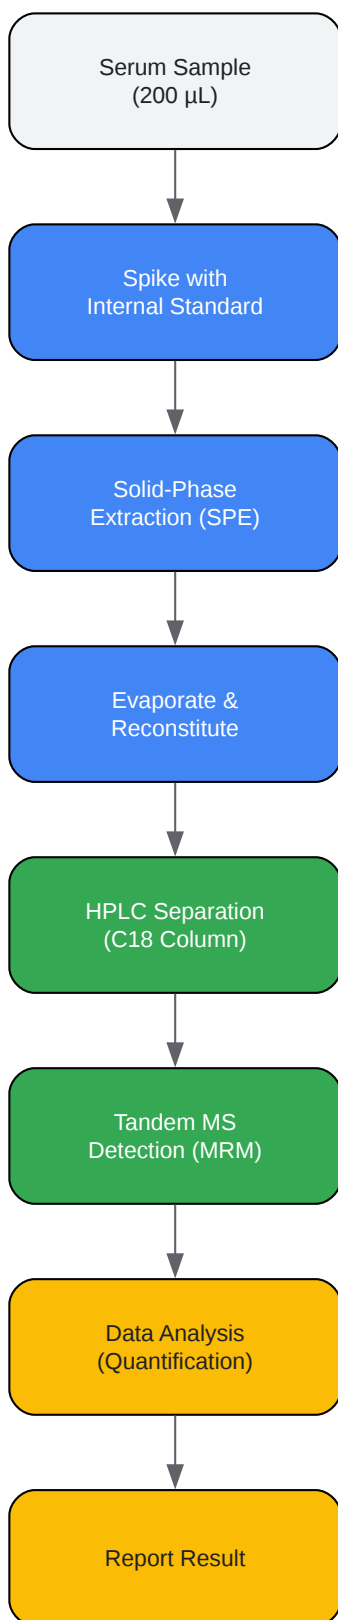 Serum Sample
(200 µL)
Spike with
Internal Standard
Solid-Phase
Extraction (SPE)
Evaporate &
Reconstitute
HPLC Separation
(C18 Column)
Tandem MS
Detection (MRM)
Data Analysis
(Quantification)
Report Result